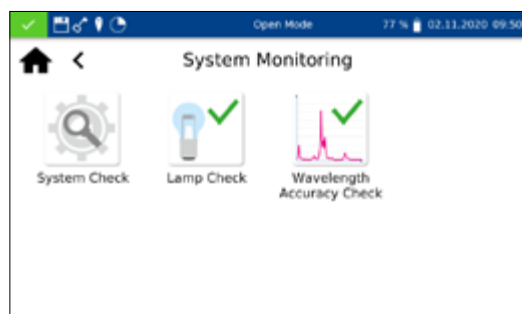 Open Mode 77 % 02.11.2020 09:50
System Monitoring
System Check Lamp Check Wavelength
Accuracy Check